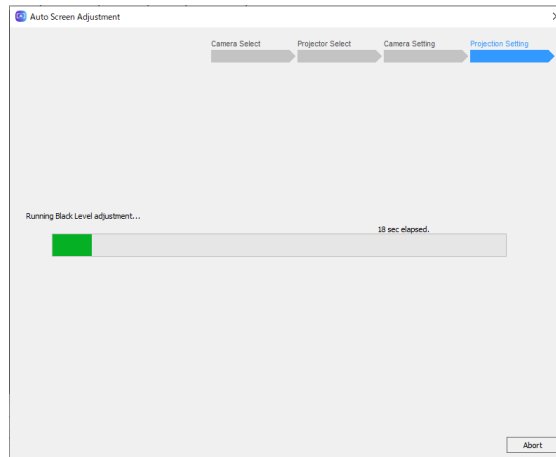 Auto Screen Adjustment
Camera Select Projector Select Camera Setting Projection Setting
Running Black Level adjustment...
18 sec elapsed.
Abort